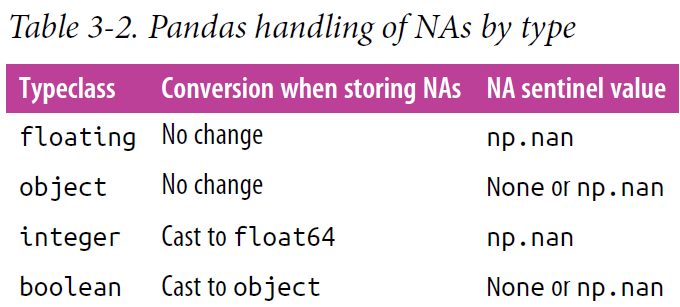 Table 3-2. Pandas handling of NAs by type
Typeclass Conversion when storing NAs NA sentinel value
floating No change np.nan
object No change None or np.nan
integer Cast to float64 np.nan
boolean Cast to object None or np.nan